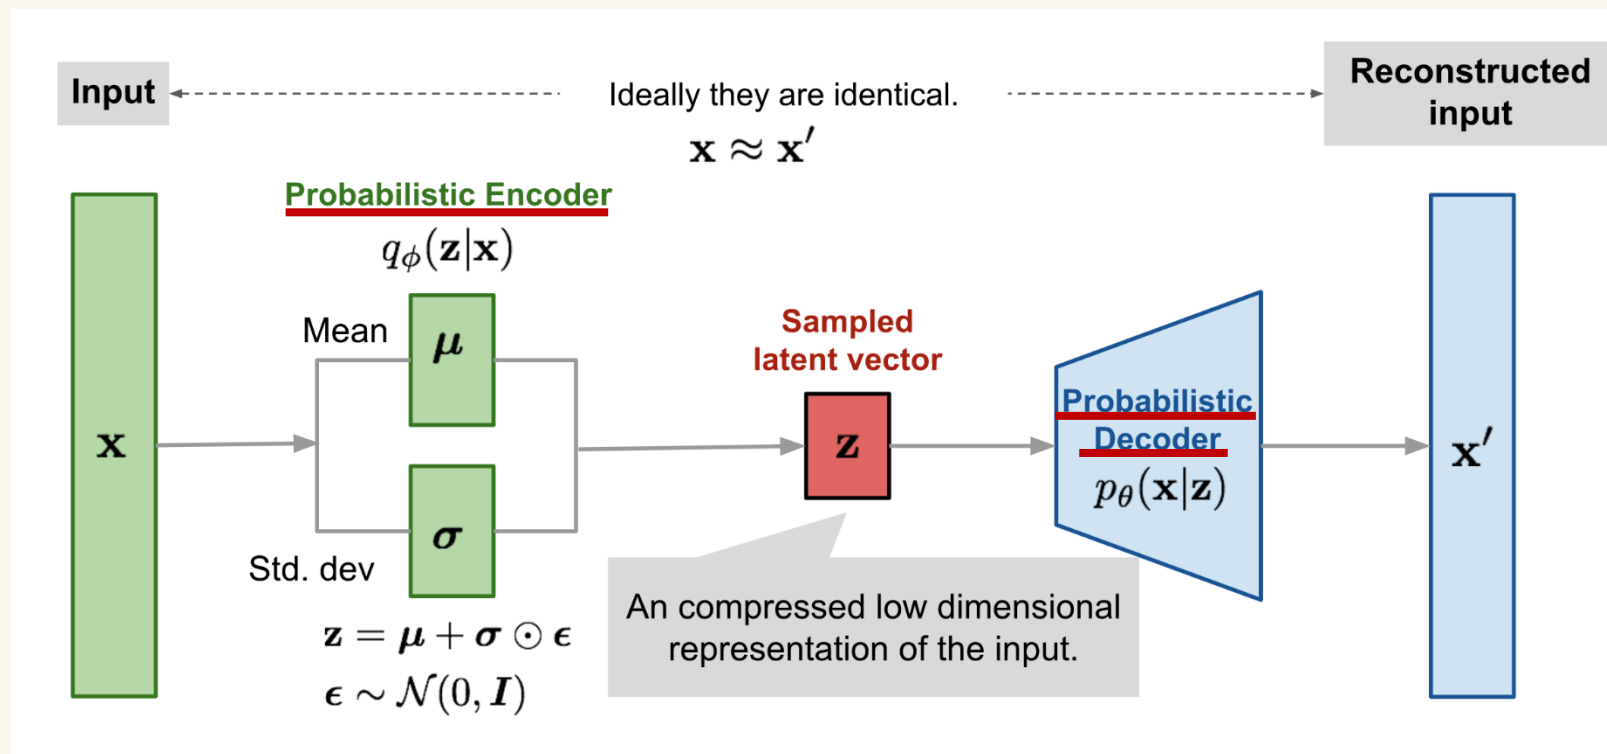 Input
Ideally they are identical.
x ≈ x′
Reconstructed
input
Probabilistic Encoder
qϕ(z|x)
Mean
μ
x
σ
Std. dev
z = μ + σ ⊙ ϵ
ϵ ∼ 𝒩(0, I)
Sampled
latent vector
z
An compressed low dimensional
representation of the input.
Probabilistic
Decoder
pθ(x|z)
x′